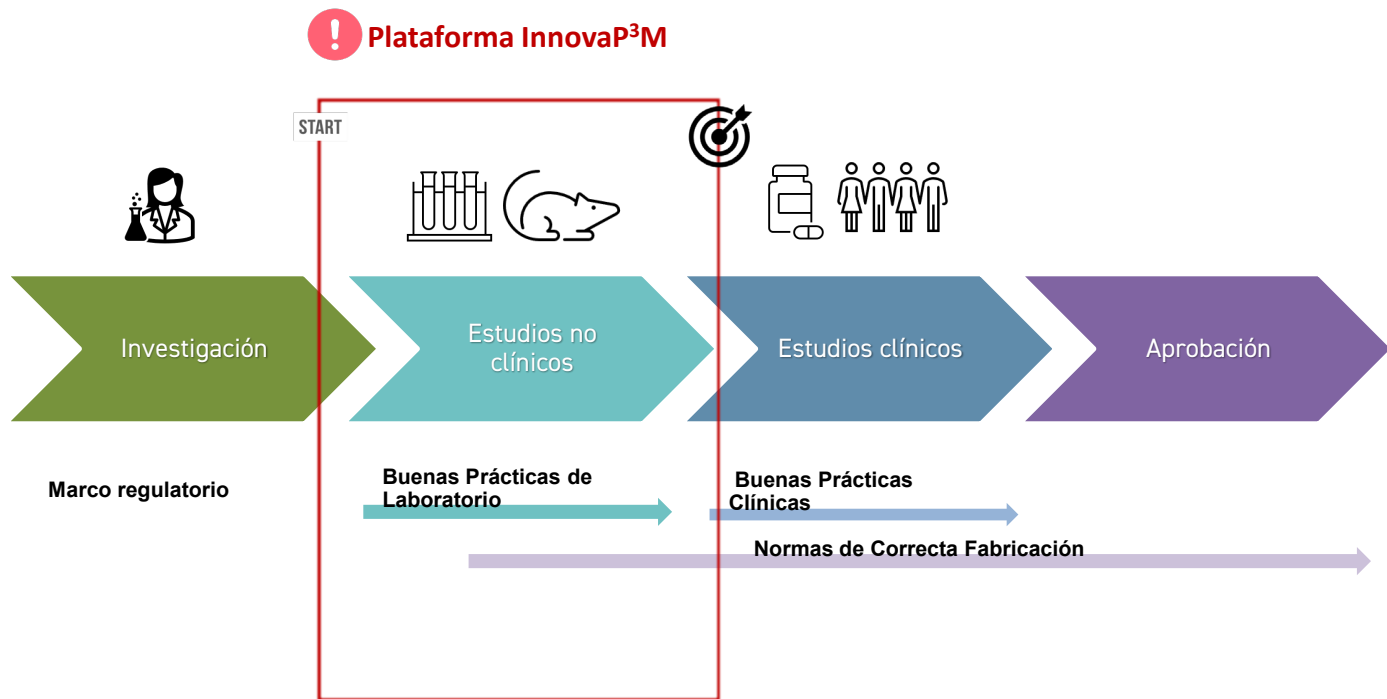 Plataforma InnovaP³M
START
Investigación
Estudios no
clínicos
Estudios clínicos
Aprobación
Marco regulatorio
Buenas Prácticas de
Laboratorio
Buenas Prácticas
Clínicas
Normas de Correcta Fabricación